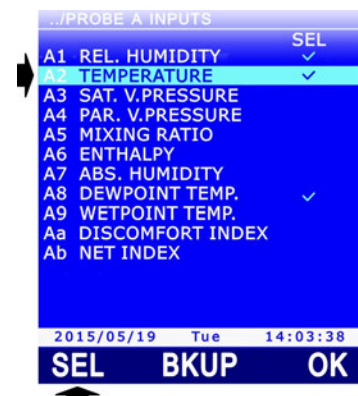 ../PROBE A INPUTS
SEL
A1 REL. HUMIDITY ✓
A2 TEMPERATURE ✓
A3 SAT. V.PRESSURE
A4 PAR. V.PRESSURE
A5 MIXING RATIO
A6 ENTHALPY
A7 ABS. HUMIDITY
A8 DEWPOINT TEMP. ✓
A9 WETPOINT TEMP.
Aa DISCOMFORT INDEX
Ab NET INDEX
2015/05/19 Tue 14:03:38
SEL BKUP OK